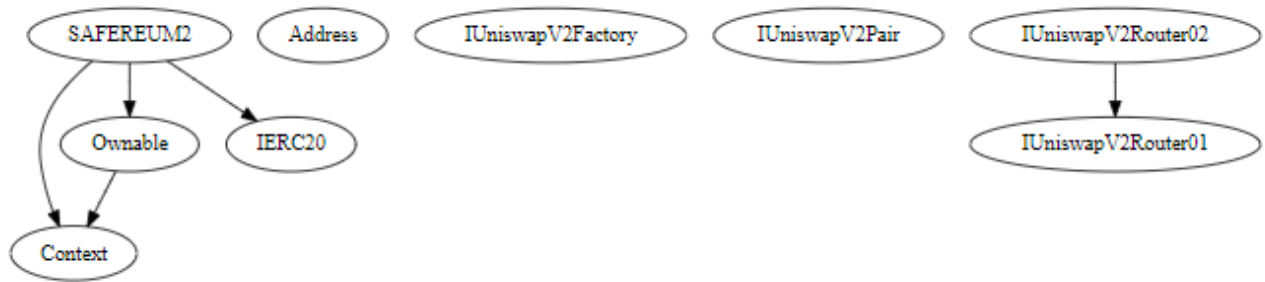 SAFEREUM2
Address
IUniswapV2Factory
IUniswapV2Pair
IUniswapV2Router02
Ownable
IERC20
IUniswapV2Router01
Context